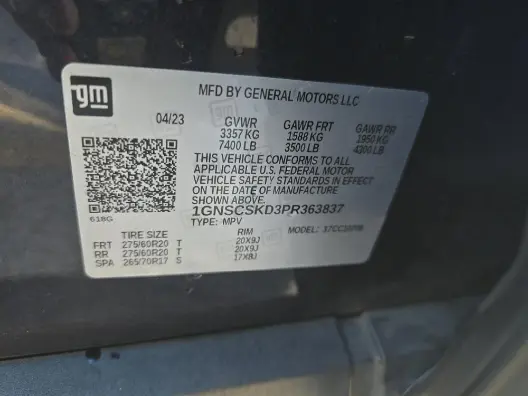 gm
MFD BY GENERAL MOTORS LLC
04/23 GVWR GAWR FRT GAWR RR
3357 KG 1588 KG 1950 KG
7400 LB 3500 LB 4300 LB
THIS VEHICLE CONFORMS TO ALL
APPLICABLE U.S. FEDERAL MOTOR
VEHICLE SAFETY STANDARDS IN EFFECT
ON THE DATE OF MANUFACTURE
SHOWN ABOVE.
1GNSCSKD3PR363837
618G
TYPE: MPV MODEL:
TIRE SIZE RIM
FRT 275/60R20 T 20X9J
RR 275/60R20 T 20X9J
SPA 265/70R17 S 17X8J